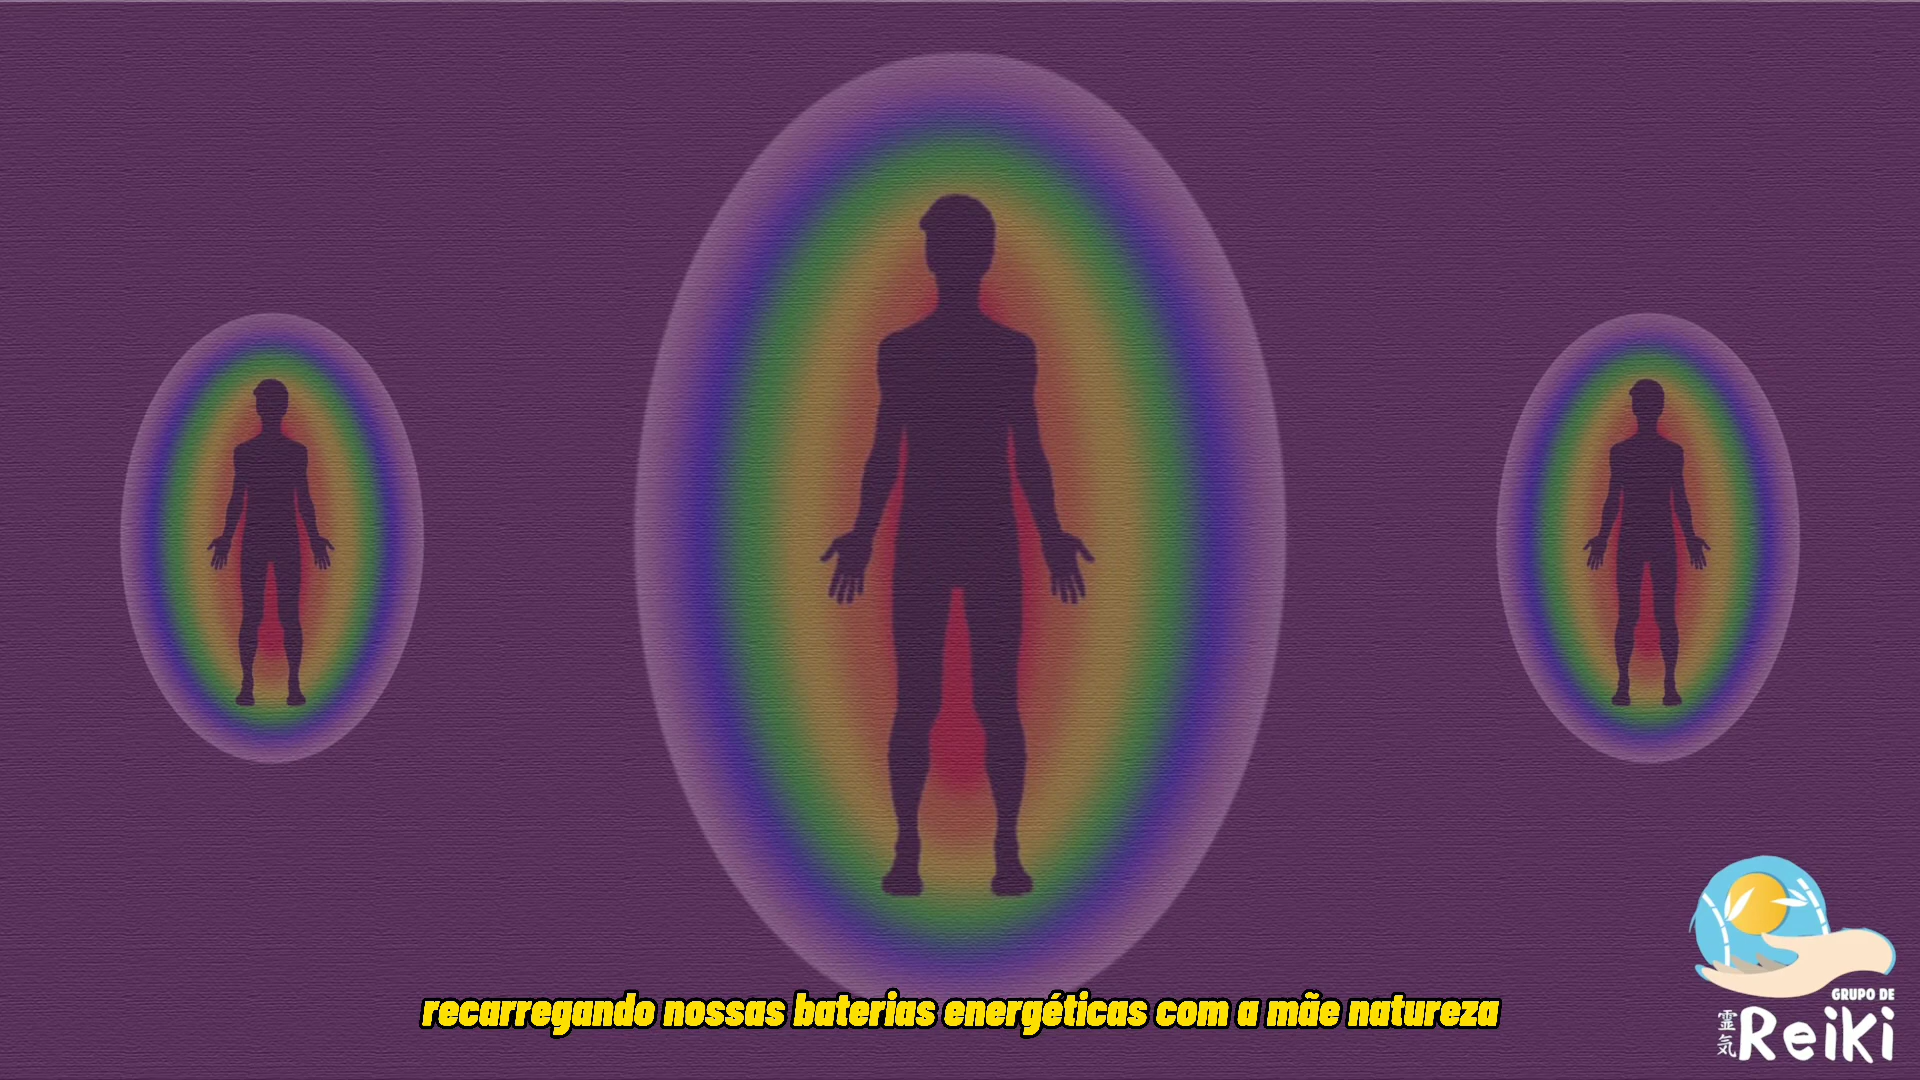 recarregando nossas baterias energéticas com a mãe natureza
GRUPO DE
霊気 Reiki